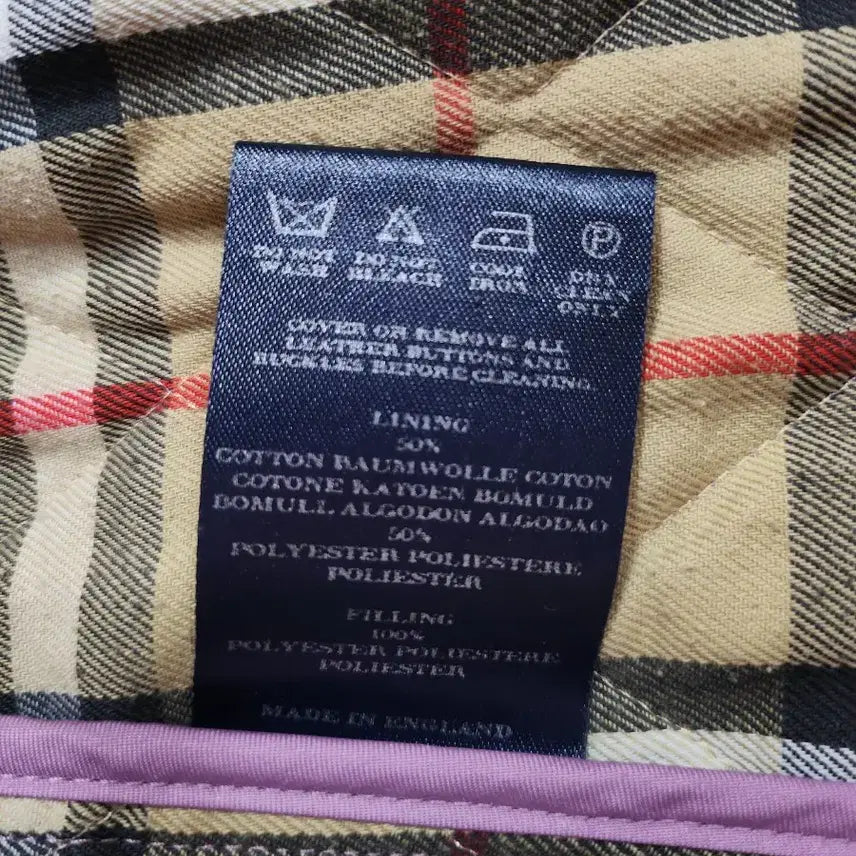 P
DO NOT WASH
DO NOT BLEACH
COOL IRON
DRY CLEAN ONLY
COVER OR REMOVE ALL
LEATHER BUTTONS AND
BUCKLES BEFORE CLEANING.
LINING
50%
COTTON BAUMWOLLE COTON
COTONE KATOEN BOMULD
BOMULL ALGODON ALGODAO
50%
POLYESTER POLIESTERE
POLIESTER
FILLING
100%
POLYESTER POLIESTERE
POLIESTER
MADE IN ENGLAND